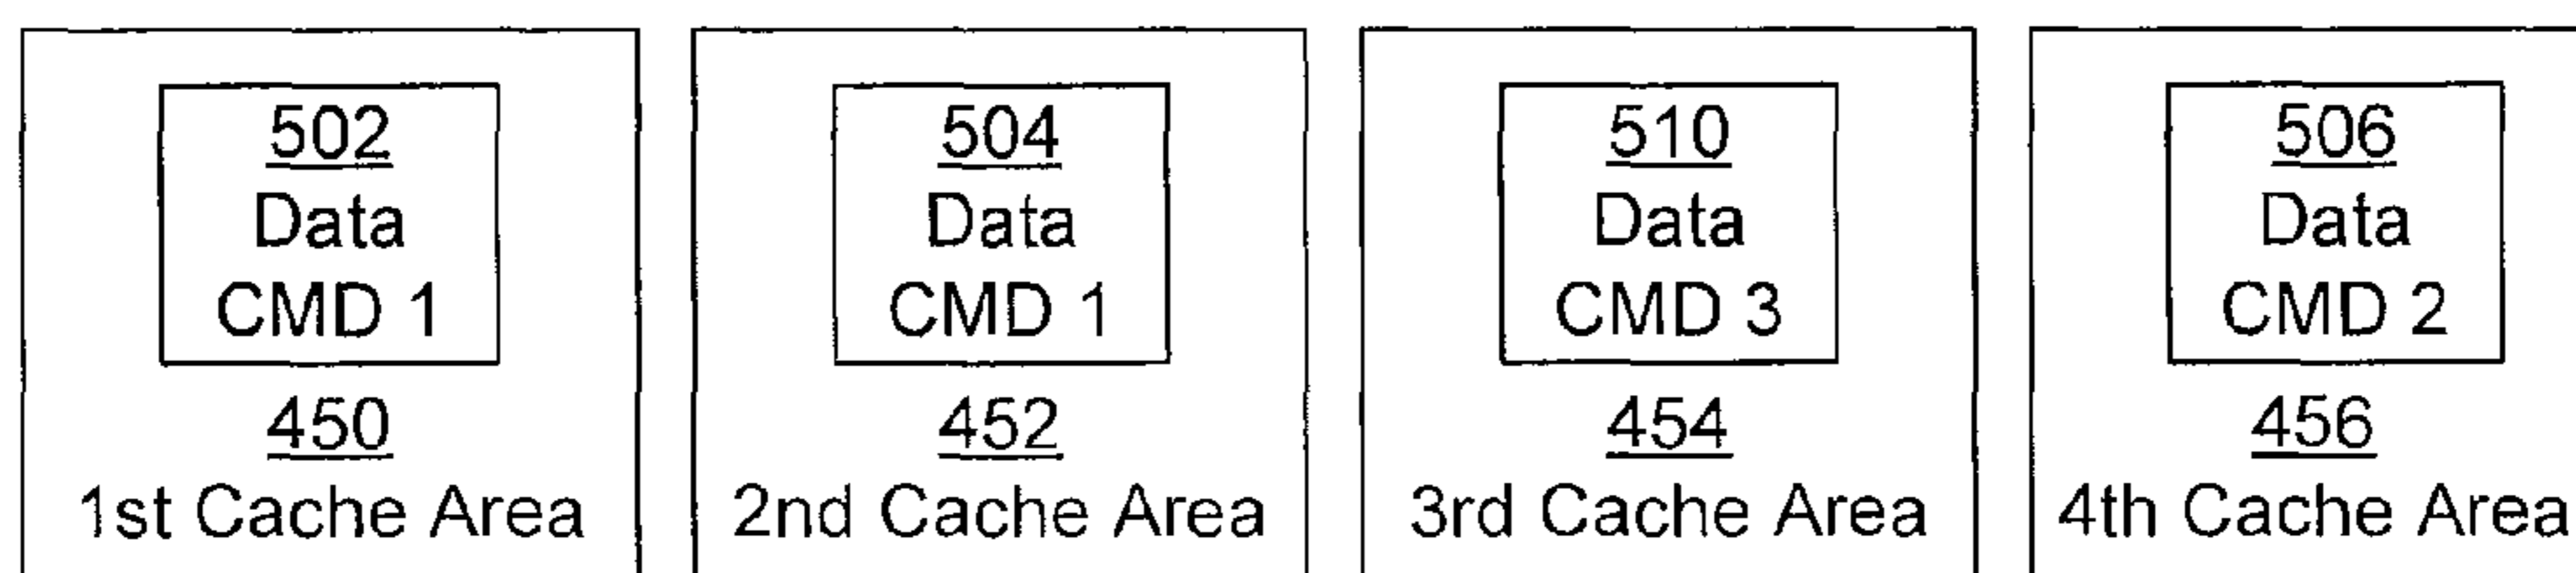 502
Data
CMD 1
450
1st Cache Area
504
Data
CMD 1
452
2nd Cache Area
510
Data
CMD 3
454
3rd Cache Area
506
Data
CMD 2
456
4th Cache Area